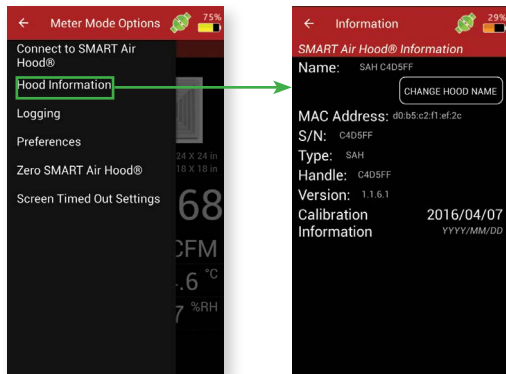 Meter Mode Options
75%
Connect to SMART Air
Hood®
Hood Information
Logging
Preferences
Zero SMART Air Hood®
Screen Timed Out Settings
24 X 24 in
18 X 18 in
68
CFM
.6 °C
7 %RH
Information
29%
SMART Air Hood® Information
Name: SAH C4D5FF
CHANGE HOOD NAME
MAC Address: d0:b5:c2:f1:ef:2c
S/N: C4D5FF
Type: SAH
Handle: C4D5FF
Version: 1.1.6.1
Calibration 2016/04/07
Information YYYY/MM/DD